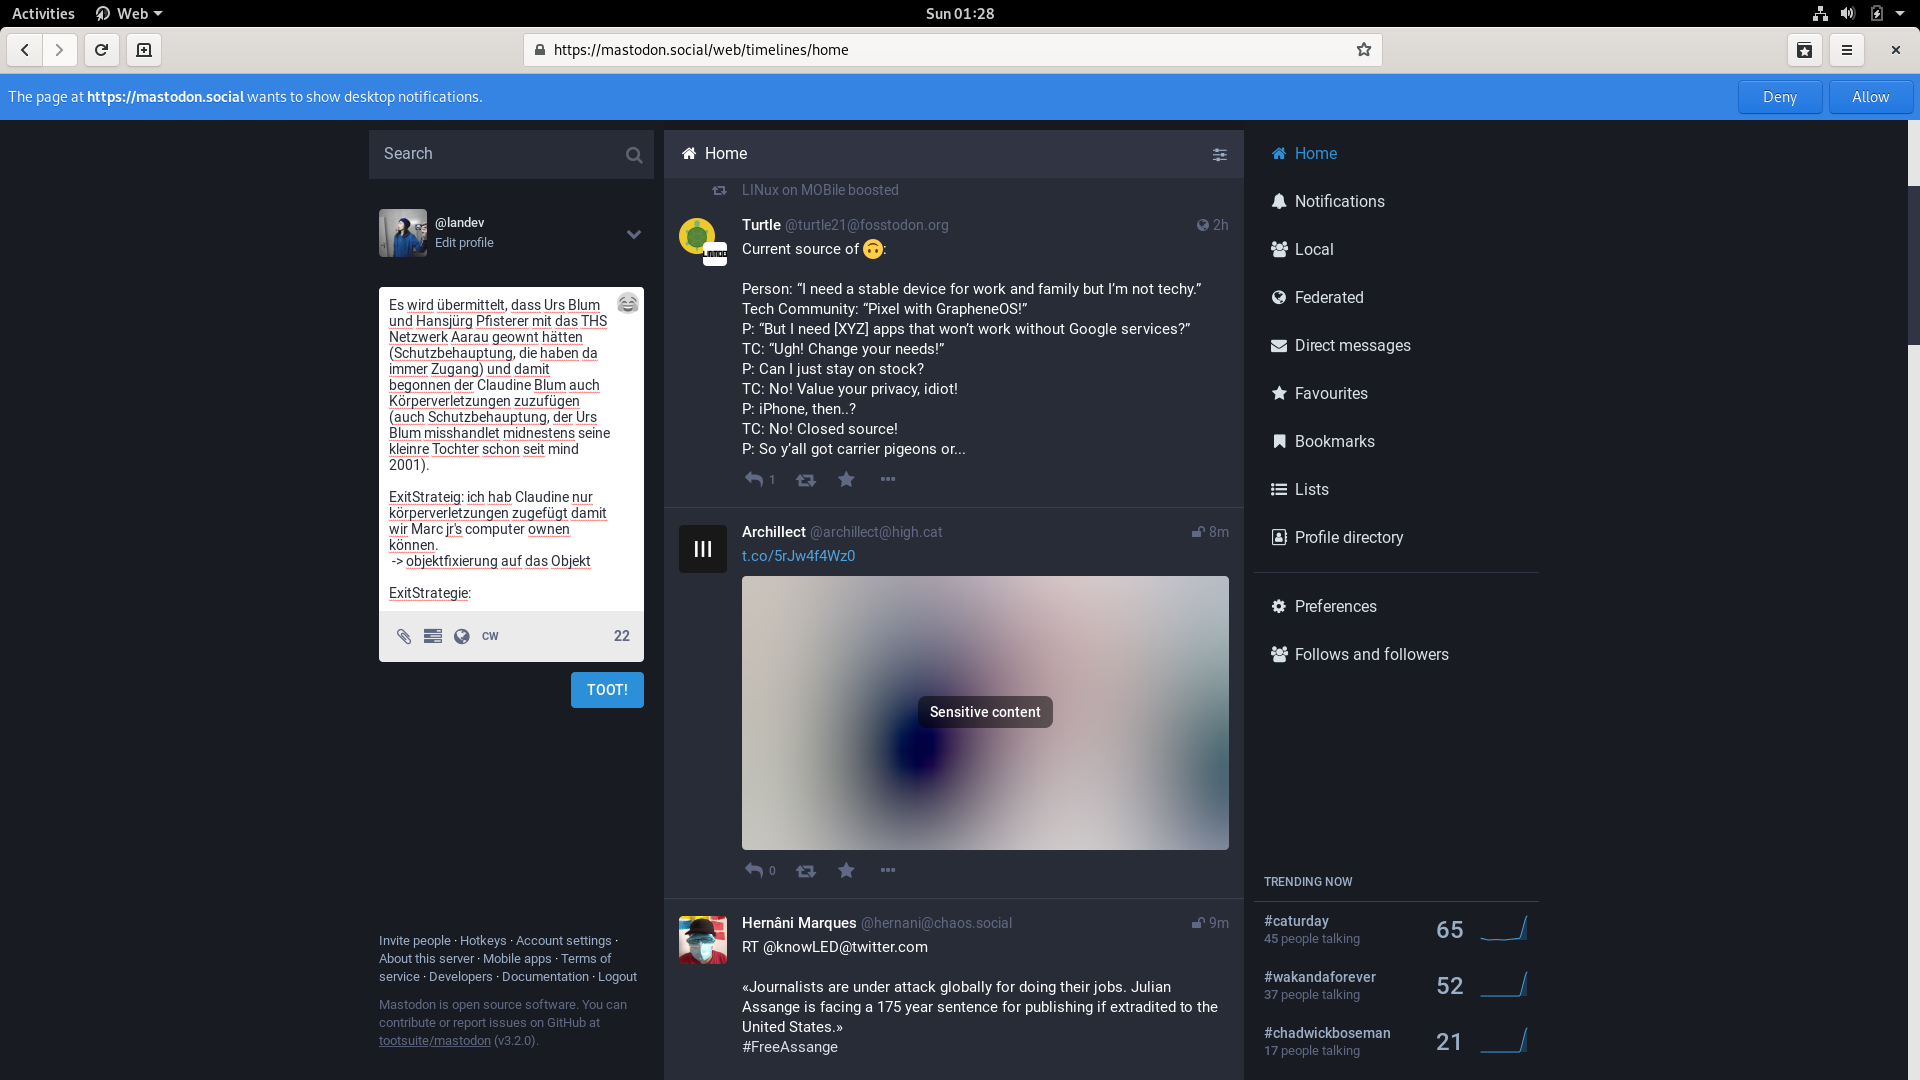 Activities
Web
Sun 01:28
https://mastodon.social/web/timelines/home
The page at https://mastodon.social wants to show desktop notifications.
Deny
Allow
Search
@landev
Edit profile
Es wird übermittelt, dass Urs Blum
und Hansjürg Pfisterer mit das THS
Netzwerk Aarau geownt hätten
(Schutzbehauptung, die haben da
immer Zugang) und damit
begonnen der Claudine Blum auch
Körperverletzungen zuzufügen
(auch Schutzbehauptung, der Urs
Blum misshandlet midnestens seine
kleinre Tochter schon seit mind
2001).
ExitStrateig: ich hab Claudine nur
körperverletzungen zugefügt damit
wir Marc jr's computer ownen
können.
-> objektfixierung auf das Objekt
ExitStrategie:
CW
22
TOOT!
Invite people · Hotkeys · Account settings ·
About this server · Mobile apps · Terms of
service · Developers · Documentation · Logout
Mastodon is open source software. You can
contribute or report issues on GitHub at
tootsuite/mastodon (v3.2.0).
Home
LINux on MOBile boosted
Turtle @turtle21@fosstodon.org
2h
Current source of 🙃:
Person: “I need a stable device for work and family but I’m not techy.”
Tech Community: “Pixel with GrapheneOS!”
P: “But I need [XYZ] apps that won’t work without Google services?”
TC: “Ugh! Change your needs!”
P: Can I just stay on stock?
TC: No! Value your privacy, idiot!
P: iPhone, then..?
TC: No! Closed source!
P: So y’all got carrier pigeons or...
1
Archillect @archillect@high.cat
8m
t.co/5rJw4f4Wz0
Sensitive content
0
Hernâni Marques @hernani@chaos.social
9m
RT @knowLED@twitter.com
«Journalists are under attack globally for doing their jobs. Julian
Assange is facing a 175 year sentence for publishing if extradited to the
United States.»
#FreeAssange
Home
Notifications
Local
Federated
Direct messages
Favourites
Bookmarks
Lists
Profile directory
Preferences
Follows and followers
TRENDING NOW
#caturday
45 people talking
65
#wakandaforever
37 people talking
52
#chadwickboseman
17 people talking
21